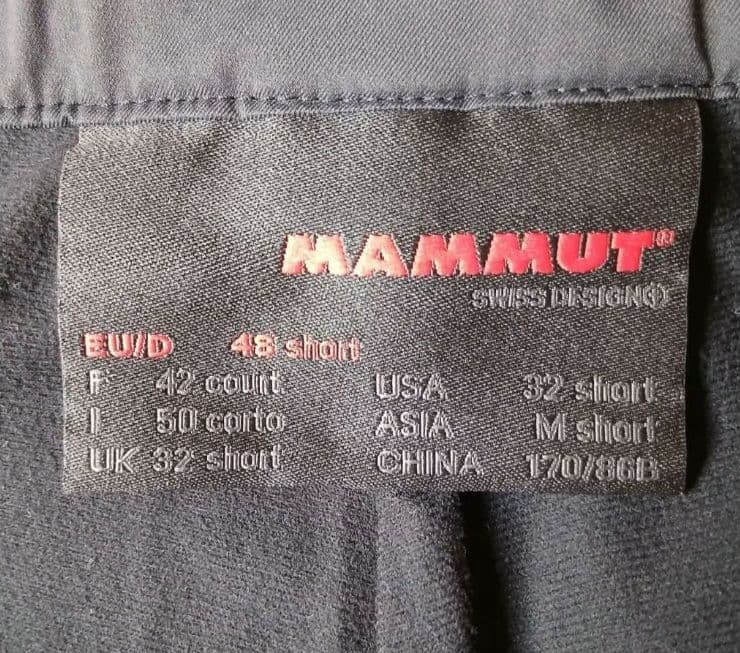 MAMMUT®
SWISS DESIGN
EU/D 48 short
F 42 court USA 32 short
I 50 corto ASIA M short
UK 32 short CHINA 170/86B